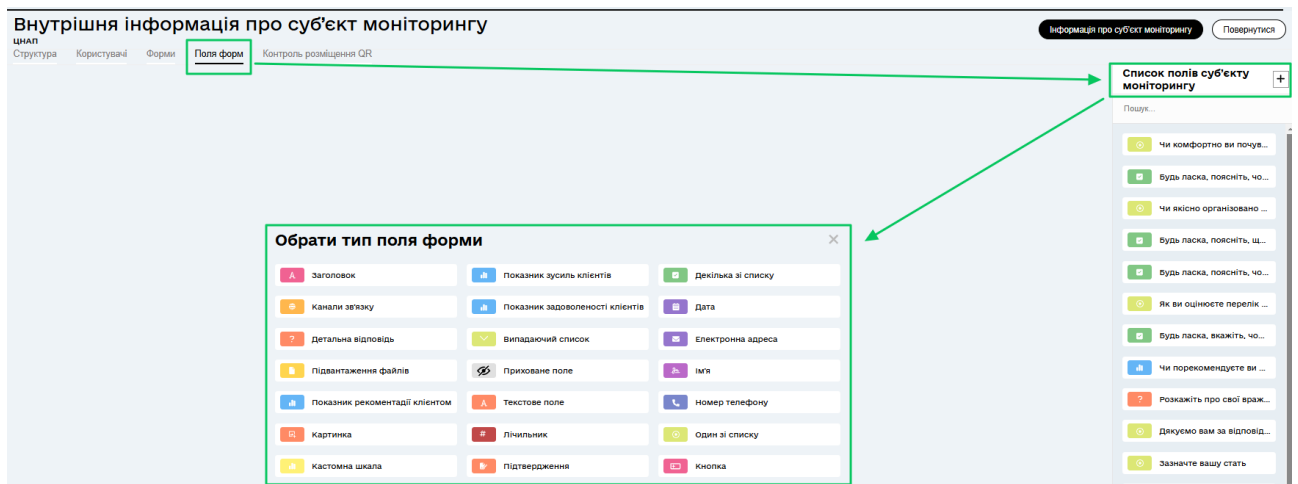 Внутрішня інформація про суб'єкт моніторингу
ЦНАП
Інформація про суб'єкт моніторингу
Повернутися
Структура Користувачі Форми Поля форм Контроль розміщення QR
Список полів суб'єкту
моніторингу
+
Пошук...
Чи комфортно ви почув...
Будь ласка, поясніть, чо...
Чи якісно організовано ...
Будь ласка, поясніть, щ...
Будь ласка, поясніть, чо...
Як ви оцінюєте перелік ...
Будь ласка, вкажіть, чо...
Чи порекомендуєте ви ...
Розкажіть про свої враж...
Дякуємо вам за відповід...
Зазначте вашу стать
Обрати тип поля форми
Заголовок
Показник зусиль клієнтів
Декілька зі списку
Канали зв'язку
Показник задоволеності клієнтів
Дата
Детальна відповідь
Випадаючий список
Електронна адреса
Підвантаження файлів
Приховане поле
Ім'я
Показник рекоментадії клієнтом
Текстове поле
Номер телефону
Картинка
Лічильник
Один зі списку
Кастомна шкала
Підтвердження
Кнопка